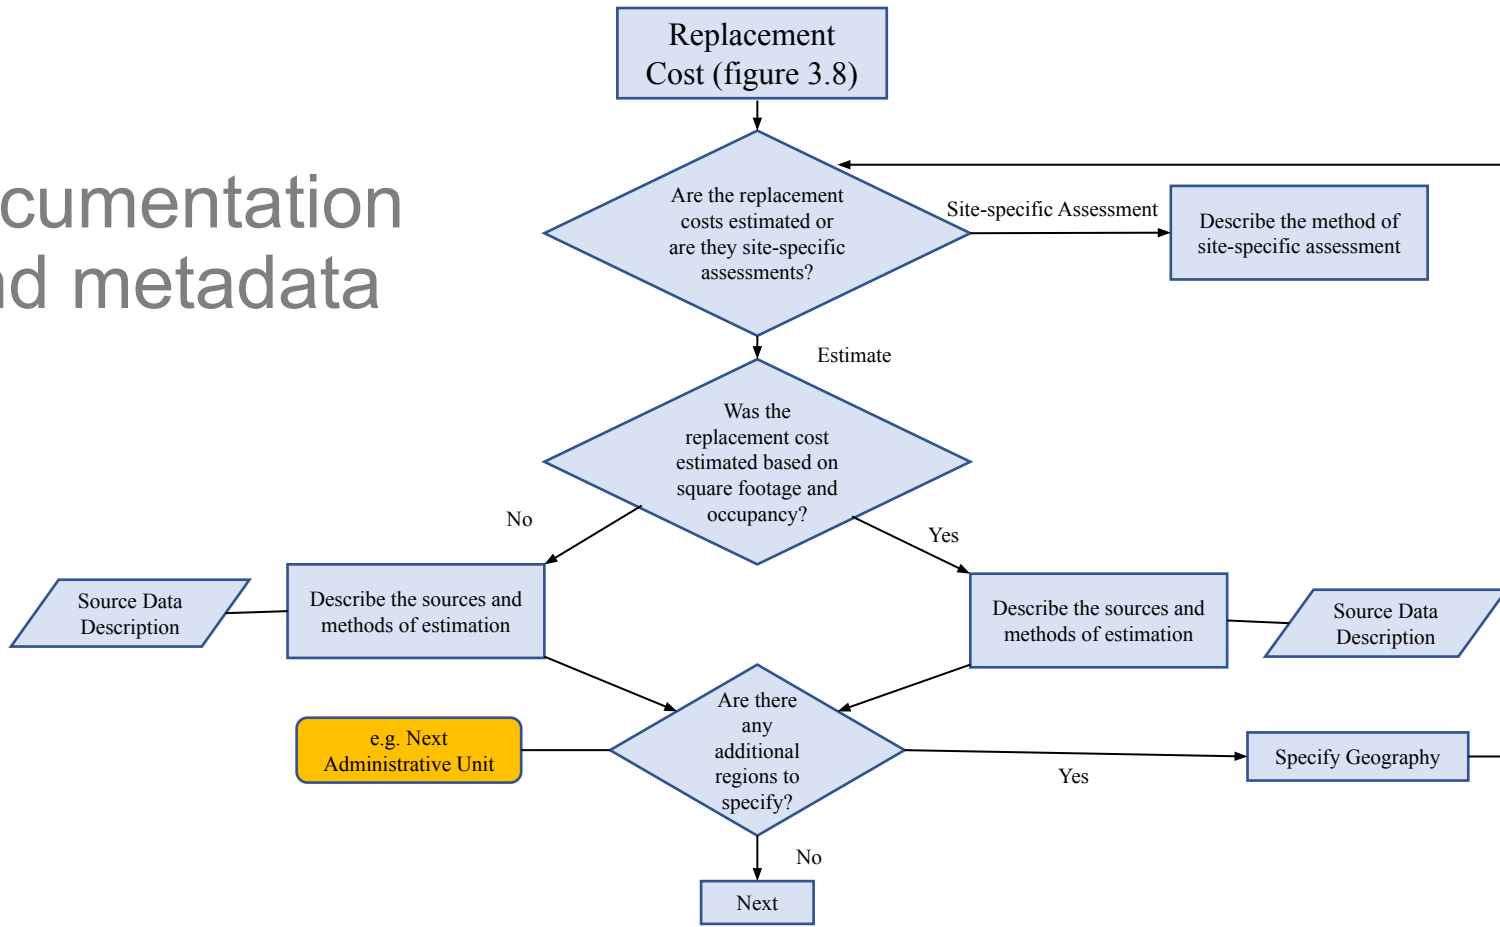 Replacement
Cost (figure 3.8)
cumentation
nd metadata
Are the replacement
costs estimated or
are they site-specific
assessments?
Site-specific Assessment
Describe the method of
site-specific assessment
Estimate
Was the
replacement cost
estimated based on
square footage and
occupancy?
No
Yes
Source Data
Description
Describe the sources and
methods of estimation
Describe the sources and
methods of estimation
Source Data
Description
Are there
any
additional
regions to
specify?
e.g. Next
Administrative Unit
Yes
Specify Geography
No
Next